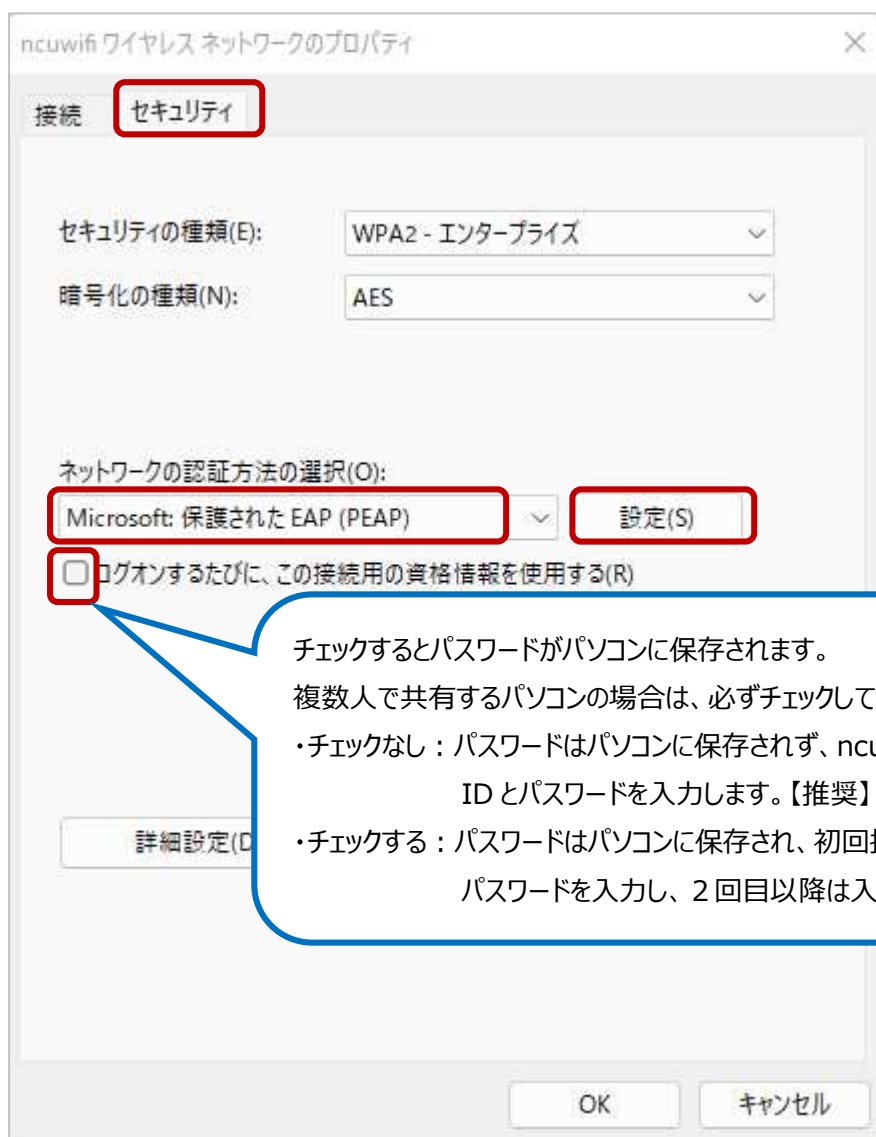 ncuwifi ワイヤレス ネットワークのプロパティ
接続 セキュリティ
セキュリティの種類(E): WPA2 - エンタープライズ
暗号化の種類(N): AES
ネットワークの認証方法の選択(O):
Microsoft: 保護された EAP (PEAP) 設定(S)
ログオンするたびに、この接続用の資格情報を使用する(R)
チェックするとパスワードがパソコンに保存されます。
複数人で共有するパソコンの場合は、必ずチェックして
・チェックなし：パスワードはパソコンに保存されず、ncu
ID とパスワードを入力します。【推奨】
詳細設定(D
・チェックする：パスワードはパソコンに保存され、初回
パスワードを入力し、２回目以降は入
OK キャンセル